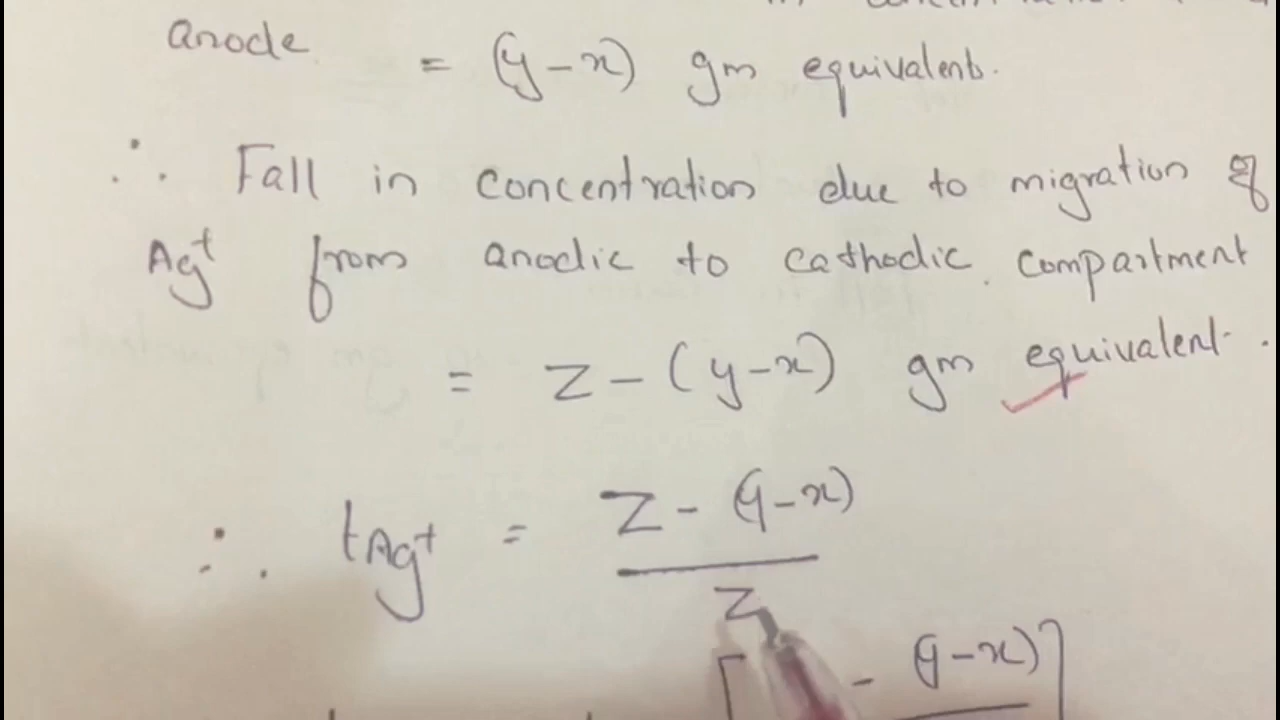 anode = (y-x) gm equivalent.
∴ Fall in concentration due to migration of
Ag⁺ from anodic to cathodic compartment
= z - (y-x) gm equivalent.
∴ tAg⁺ = z - (y-x)
z
- (y-x)]